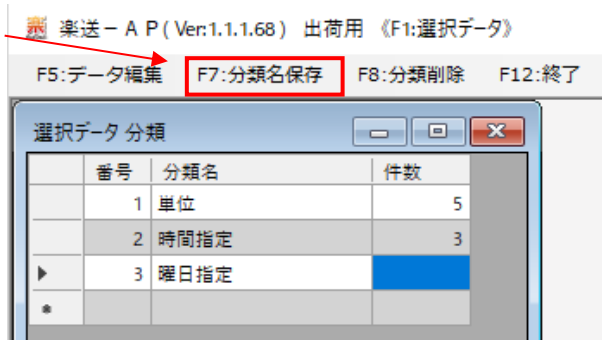 楽送－ＡＰ(Ver:1.1.1.68) 出荷用 《F1:選択データ》
F5:データ編集 F7:分類名保存 F8:分類削除 F12:終了
選択データ 分類
番号 分類名 件数
1 単位 5
2 時間指定 3
3 曜日指定